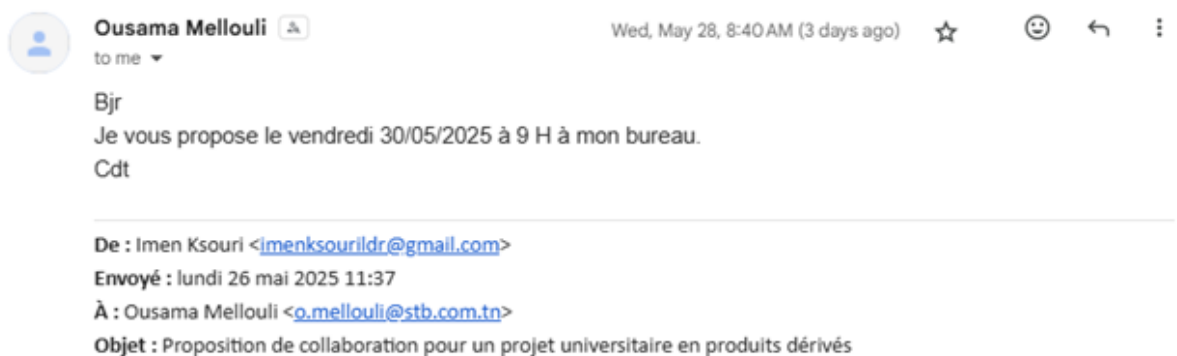 Ousama Mellouli
Wed, May 28, 8:40 AM (3 days ago)
to me
Bjr
Je vous propose le vendredi 30/05/2025 à 9 H à mon bureau.
Cdt
De : Imen Ksouri <imenksourildr@gmail.com>
Envoyé : lundi 26 mai 2025 11:37
À : Ousama Mellouli <o.mellouli@stb.com.tn>
Objet : Proposition de collaboration pour un projet universitaire en produits dérivés